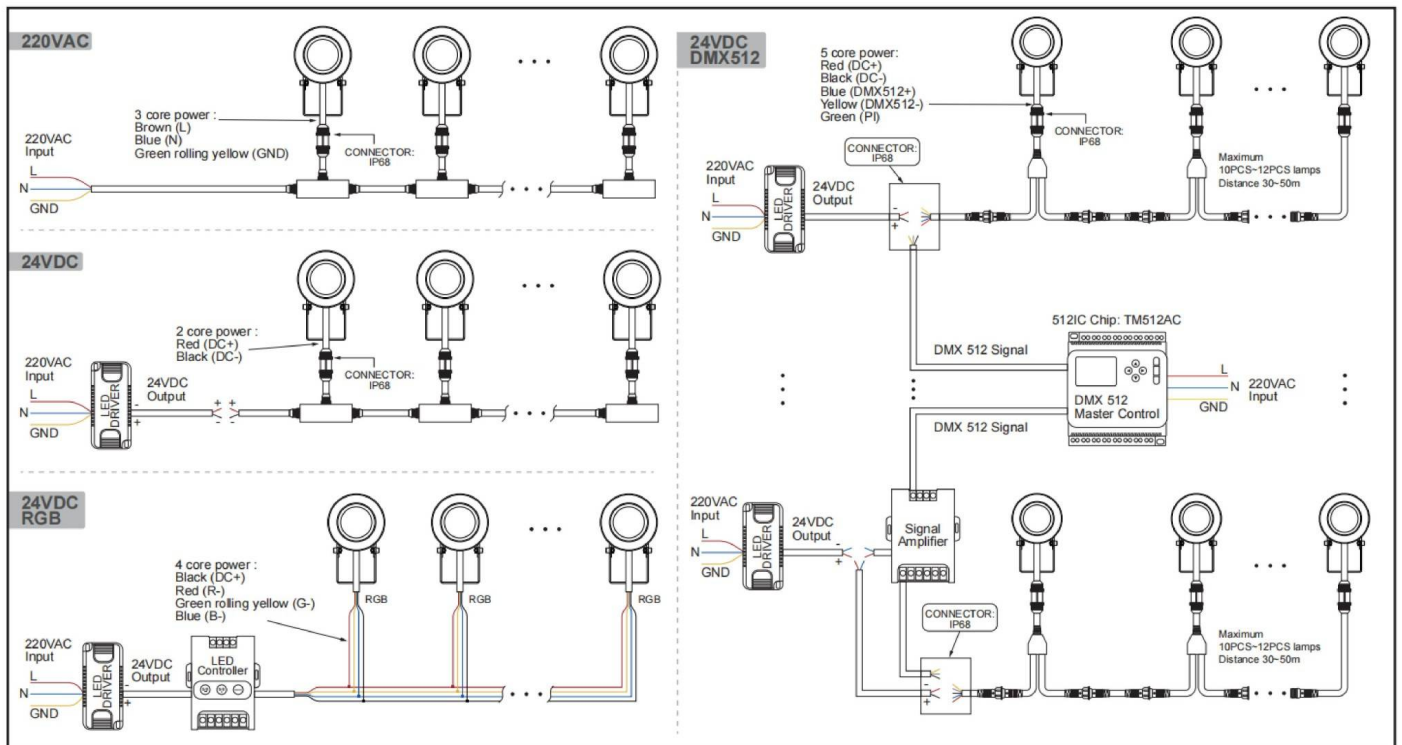 220VAC
3 core power :
Brown (L)
Blue (N)
Green rolling yellow (GND)
CONNECTOR:
IP68
220VAC
Input
L
N
GND
24VDC
2 core power :
Red (DC+)
Black (DC-)
CONNECTOR:
IP68
220VAC
Input
L
N
GND
LED
DRIVER
24VDC
Output
-
+
+ +
- -
24VDC
RGB
4 core power :
Black (DC+)
Red (R-)
Green rolling yellow (G-)
Blue (B-)
RGB
RGB
RGB
220VAC
Input
L
N
GND
LED
DRIVER
24VDC
Output
-
+
LED
Controller
24VDC
DMX512
5 core power:
Red (DC+)
Black (DC-)
Blue (DMX512+)
Yellow (DMX512-)
Green (PI)
CONNECTOR:
IP68
CONNECTOR:
IP68
220VAC
Input
L
N
GND
LED
DRIVER
24VDC
Output
-
+
Maximum
10PCS~12PCS lamps
Distance 30~50m
512IC Chip: TM512AC
DMX 512 Signal
DMX 512
Master Control
L
N
GND
220VAC
Input
DMX 512 Signal
220VAC
Input
L
N
GND
LED
DRIVER
24VDC
Output
-
+
Signal
Amplifier
CONNECTOR:
IP68
-
+
Maximum
10PCS~12PCS lamps
Distance 30~50m